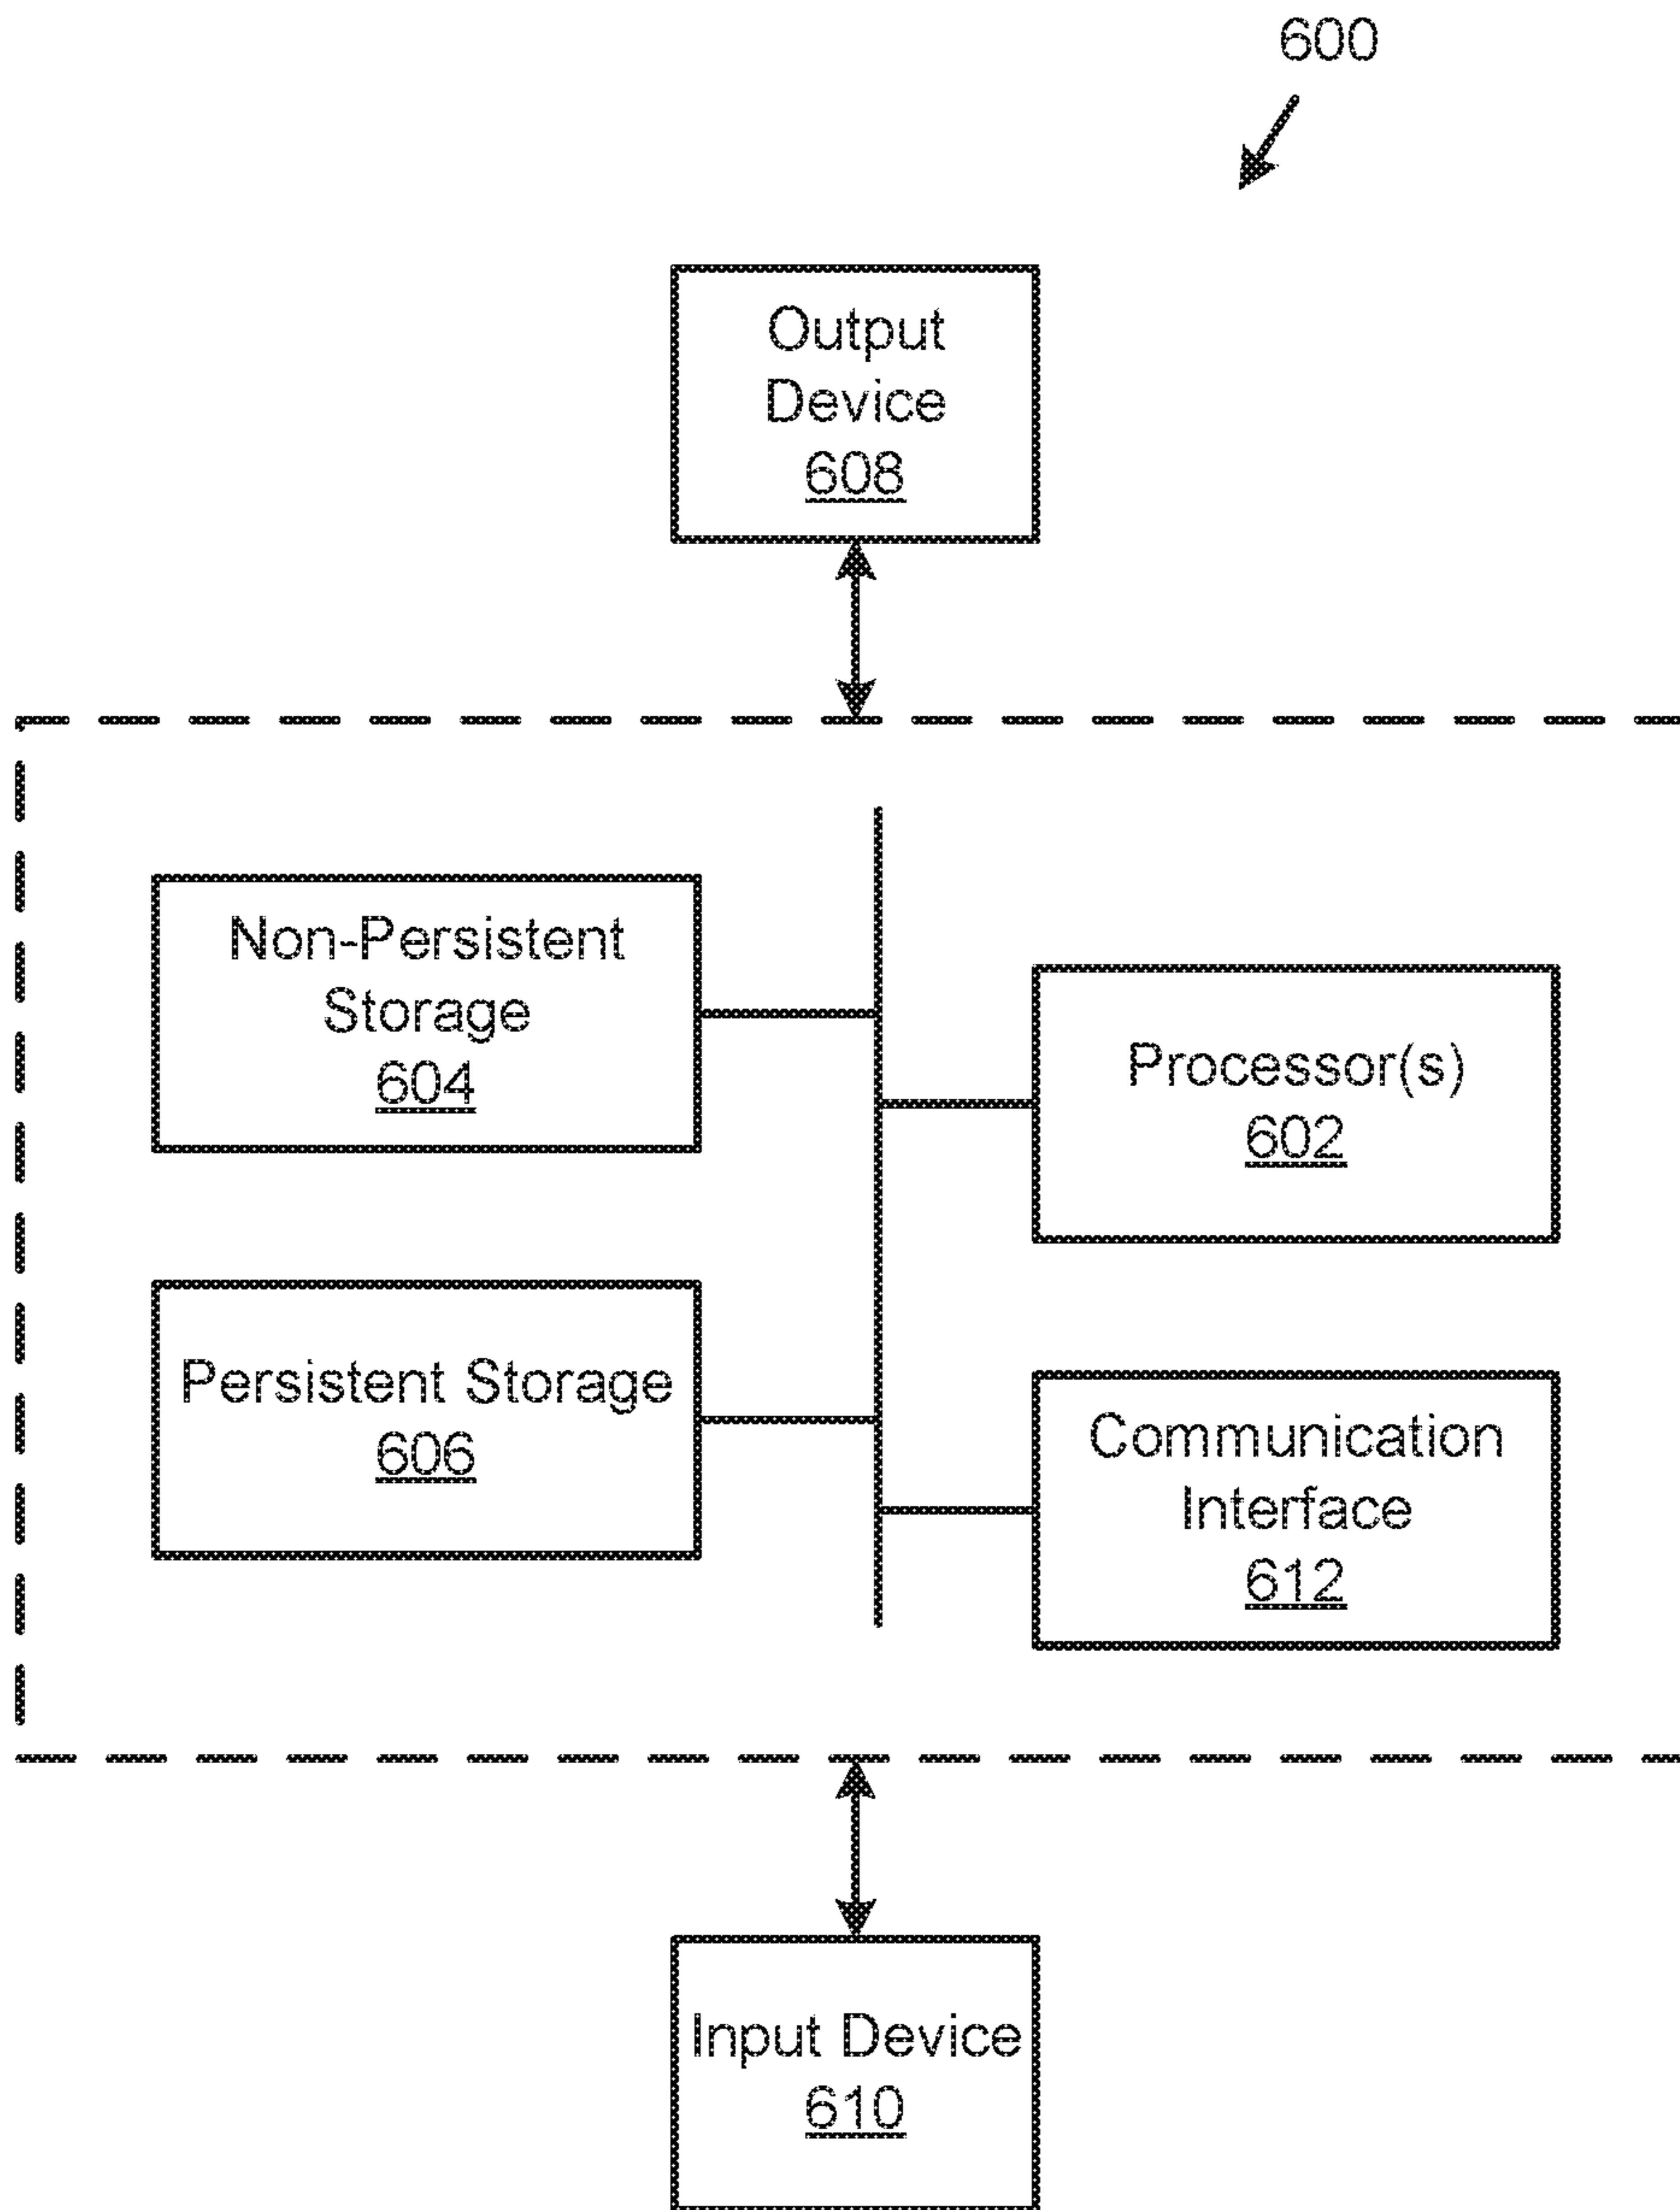 600
Output
Device
608
Non-Persistent
Storage
604
Processor(s)
602
Persistent Storage
606
Communication
Interface
612
Input Device
610